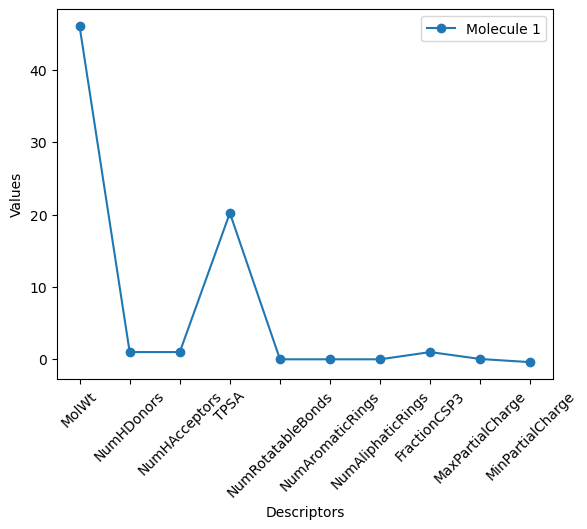 Molecule 1
Values
40
30
20
10
0
MolWt
NumHDonors
NumHAcceptors
TPSA
NumRotatableBonds
NumAromaticRings
NumAliphaticRings
FractionCSP3
MaxPartialCharge
MinPartialCharge
Descriptors